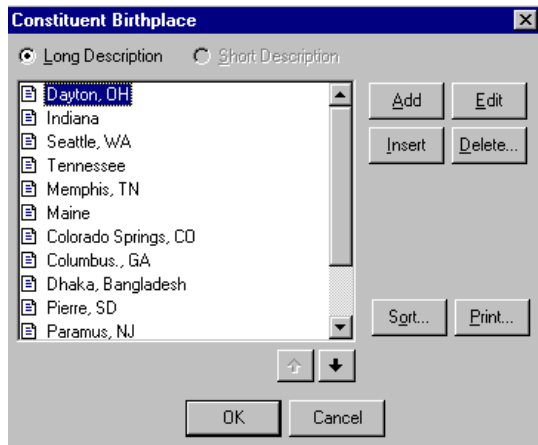 Constituent Birthplace
Long Description Short Description
Dayton, OH
Indiana
Seattle, WA
Tennessee
Memphis, TN
Maine
Colorado Springs, CO
Columbus., GA
Dhaka, Bangladesh
Pierre, SD
Paramus, NJ
Add Edit
Insert Delete...
Sort... Print...
OK Cancel